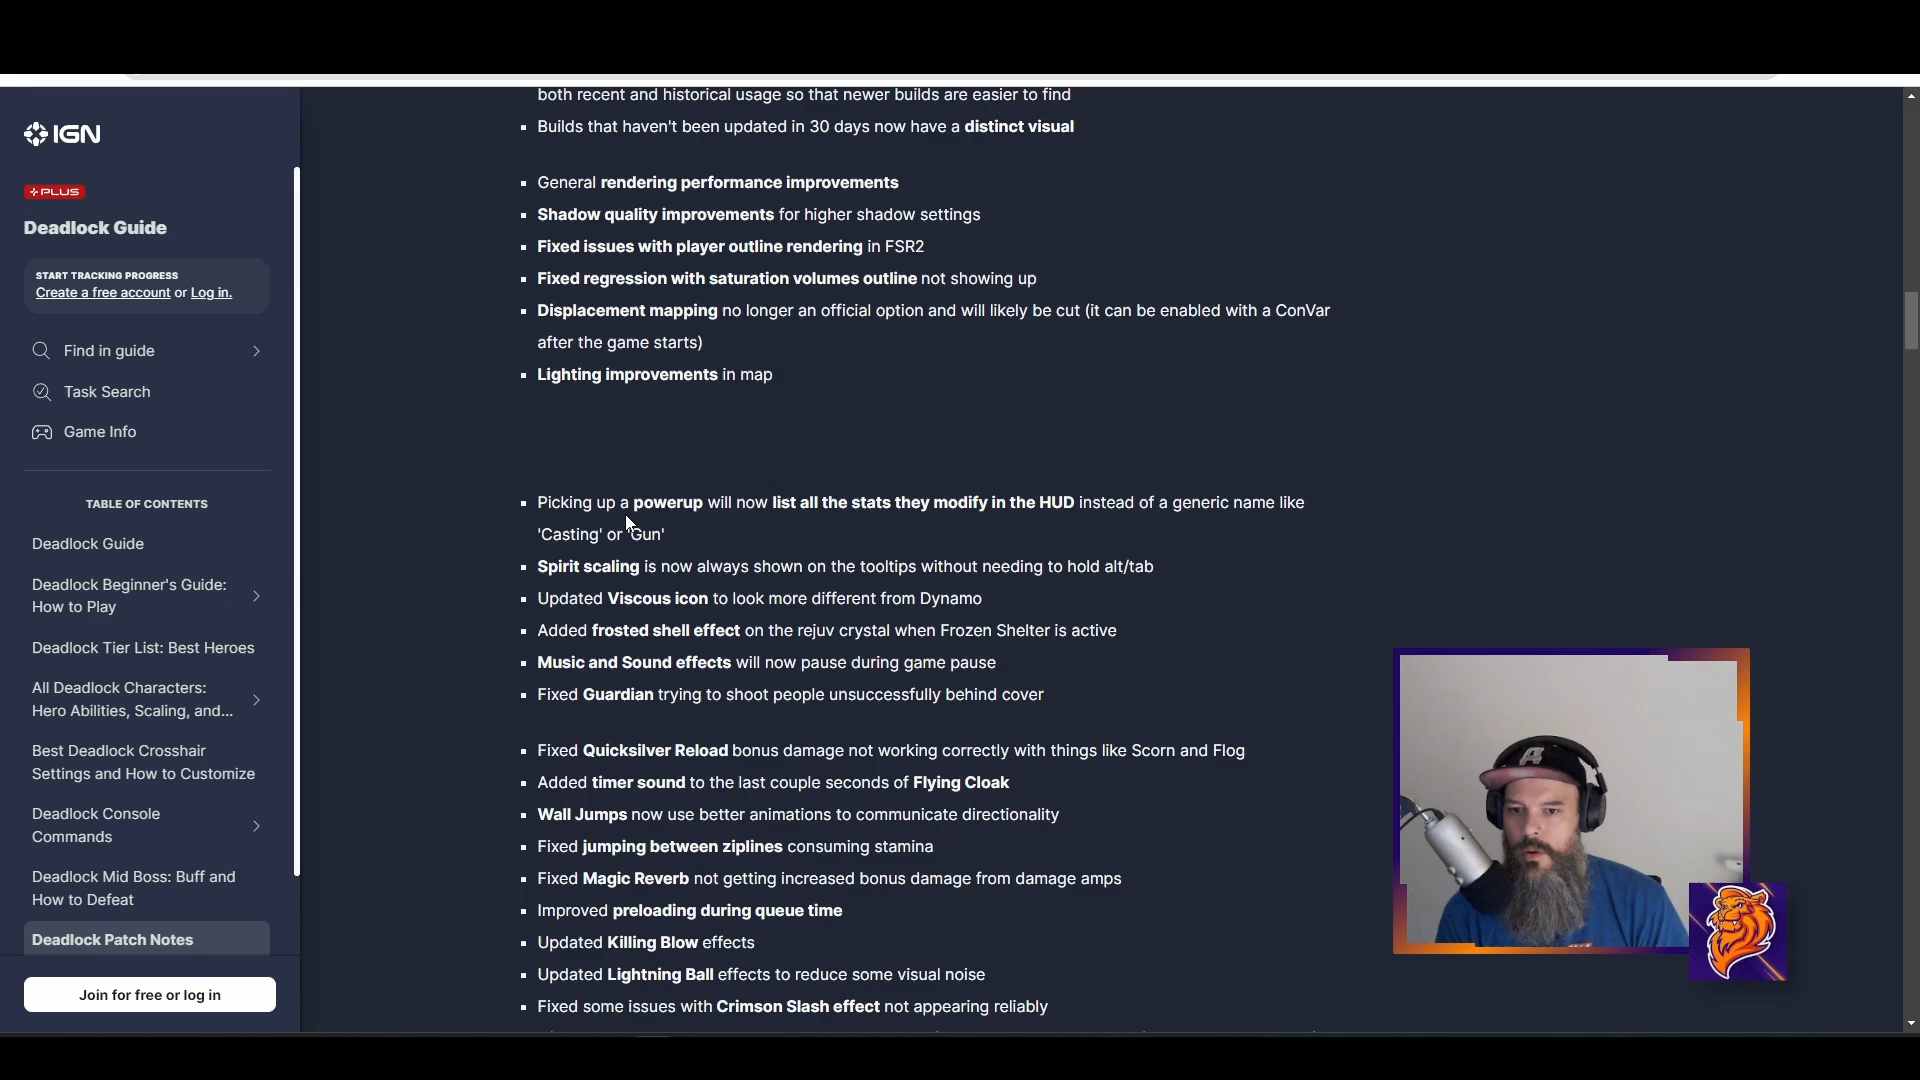 IGN
PLUS
Deadlock Guide
START TRACKING PROGRESS
Create a free account or Log in.
Find in guide
Task Search
Game Info
TABLE OF CONTENTS
Deadlock Guide
Deadlock Beginner's Guide:
How to Play
Deadlock Tier List: Best Heroes
All Deadlock Characters:
Hero Abilities, Scaling, and...
Best Deadlock Crosshair
Settings and How to Customize
Deadlock Console
Commands
Deadlock Mid Boss: Buff and
How to Defeat
Deadlock Patch Notes
Join for free or log in
both recent and historical usage so that newer builds are easier to find
Builds that haven't been updated in 30 days now have a distinct visual
General rendering performance improvements
Shadow quality improvements for higher shadow settings
Fixed issues with player outline rendering in FSR2
Fixed regression with saturation volumes outline not showing up
Displacement mapping no longer an official option and will likely be cut (it can be enabled with a ConVar
after the game starts)
Lighting improvements in map
Picking up a powerup will now list all the stats they modify in the HUD instead of a generic name like
'Casting' or 'Gun'
Spirit scaling is now always shown on the tooltips without needing to hold alt/tab
Updated Viscous icon to look more different from Dynamo
Added frosted shell effect on the rejuv crystal when Frozen Shelter is active
Music and Sound effects will now pause during game pause
Fixed Guardian trying to shoot people unsuccessfully behind cover
Fixed Quicksilver Reload bonus damage not working correctly with things like Scorn and Flog
Added timer sound to the last couple seconds of Flying Cloak
Wall Jumps now use better animations to communicate directionality
Fixed jumping between ziplines consuming stamina
Fixed Magic Reverb not getting increased bonus damage from damage amps
Improved preloading during queue time
Updated Killing Blow effects
Updated Lightning Ball effects to reduce some visual noise
Fixed some issues with Crimson Slash effect not appearing reliably
A